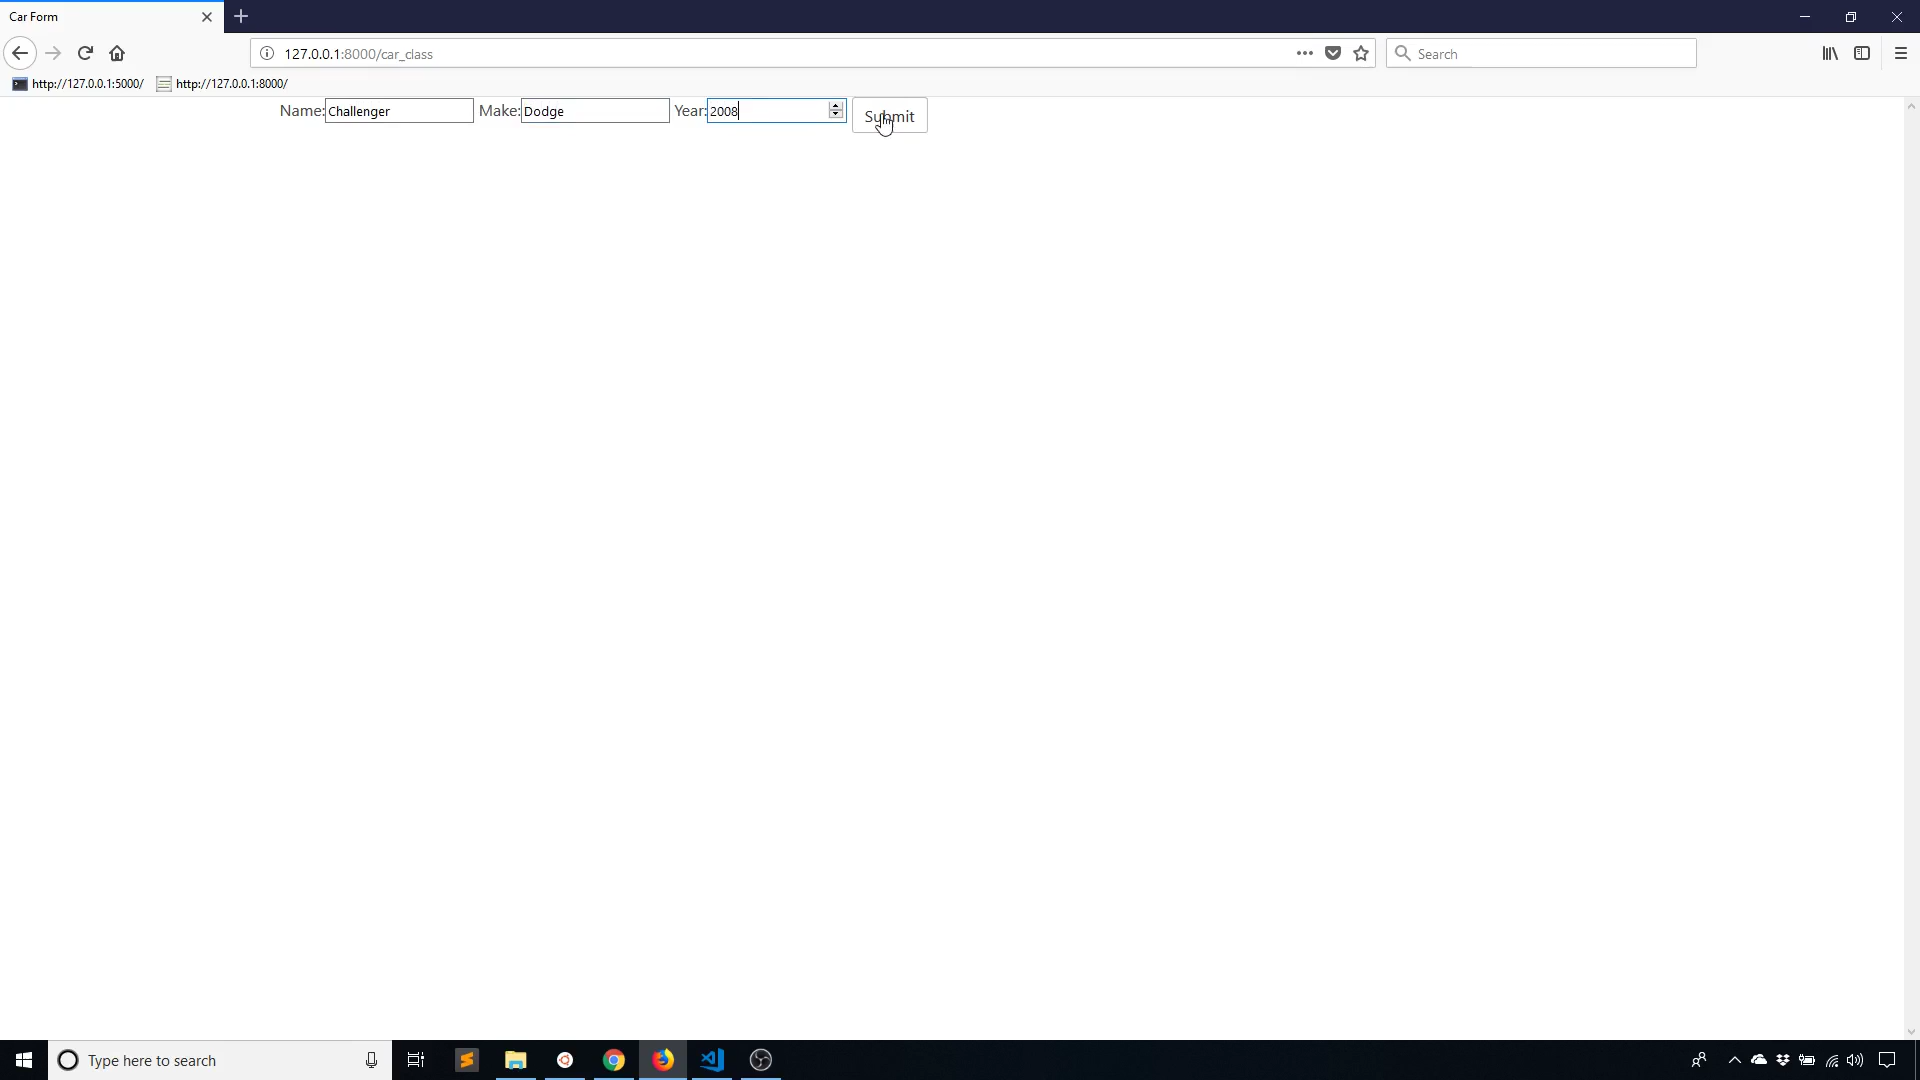 Car Form
127.0.0.1:8000/car_class
Search
http://127.0.0.1:5000/ http://127.0.0.1:8000/
Name: Challenger Make: Dodge Year: 2008 Submit
Type here to search